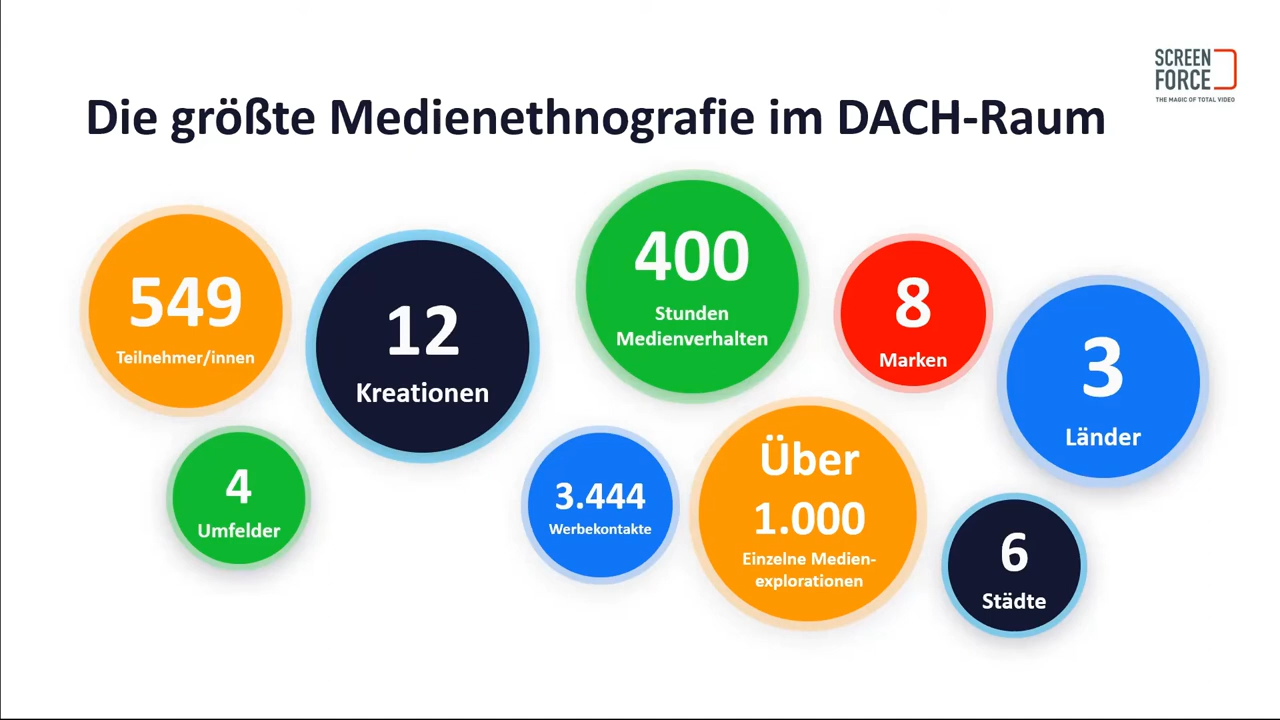 SCREEN
FORCE
THE MAGIC OF TOTAL VIDEO
Die größte Medienethnografie im DACH-Raum
549
Teilnehmer/innen
12
Kreationen
400
Stunden
Medienverhalten
8
Marken
3
Länder
4
Umfelder
3.444
Werbekontakte
Über
1.000
Einzelne Medien-
explorationen
6
Städte